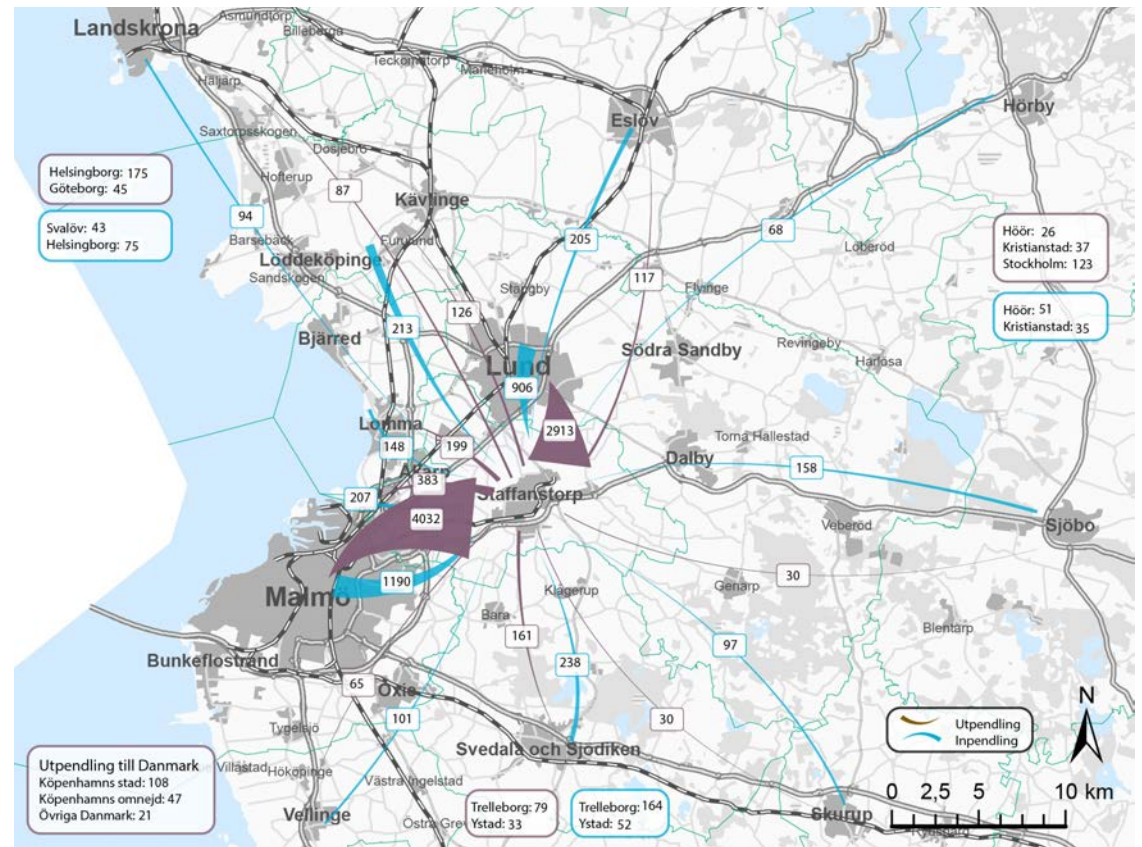 Landskrona
Asmundtorp
Billeberga
Teckomatorp
Marieholm
Häljarp
Eslöv
Hörby
Saxtorpsskogen
Dösjebro
Helsingborg: 175
Göteborg: 45
Hofterup
87
Kävlinge
Svalöv: 43
Helsingborg: 75
94
Barsebäck
Furulund
205
68
Löberöd
Höör: 26
Kristianstad: 37
Stockholm: 123
Löddeköpinge
Sandskogen
Stångby
117
Flyinge
Höör: 51
Kristianstad: 35
126
213
Bjärred
Södra Sandby
Revingeby
Harlösa
Lund
906
Lomma
2913
148
199
Torna Hällestad
Dalby
158
383
207
Staffanstorp
4032
Veberöd
Sjöbo
1190
Malmö
Klågerup
Genarp
30
Bara
161
Blentarp
Bunkeflostrand
238
97
65
Oxie
N
101
30
Utpendling
Inpendling
Tygelsjö
Svedala och Sjödiken
Utpendling till Danmark
Köpenhamns stad: 108
Köpenhamns omnejd: 47
Övriga Danmark: 21
Hököpinge
Västra Ingelstad
0 2,5 5 10 km
Vellinge
Trelleborg: 79
Ystad: 33
Trelleborg: 164
Ystad: 52
Skurup